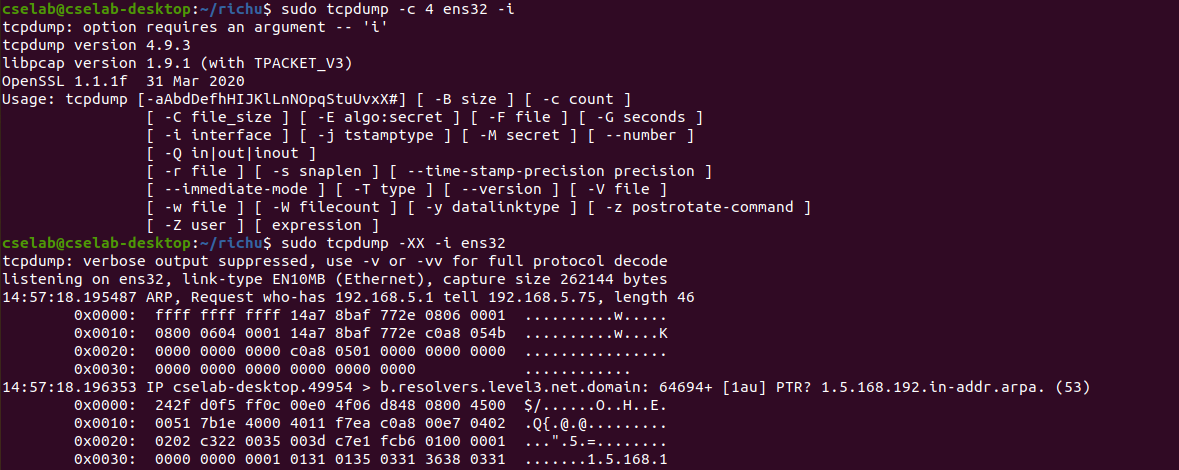 cselab@cselab-desktop:~/richu$ sudo tcpdump -c 4 ens32 -i
tcpdump: option requires an argument -- 'i'
tcpdump version 4.9.3
libpcap version 1.9.1 (with TPACKET_V3)
OpenSSL 1.1.1f  31 Mar 2020
Usage: tcpdump [-aAbdDefhHIJKlLnNOpqStuUvxX#] [ -B size ] [ -c count ]
                [ -C file_size ] [ -E algo:secret ] [ -F file ] [ -G seconds ]
                [ -i interface ] [ -j tstamptype ] [ -M secret ] [ --number ]
                [ -Q in|out|inout ]
                [ -r file ] [ -s snaplen ] [ --time-stamp-precision precision ]
                [ --immediate-mode ] [ -T type ] [ --version ] [ -V file ]
                [ -w file ] [ -W filecount ] [ -y datalinktype ] [ -z postrotate-command ]
                [ -Z user ] [ expression ]
cselab@cselab-desktop:~/richu$ sudo tcpdump -XX -i ens32
tcpdump: verbose output suppressed, use -v or -vv for full protocol decode
listening on ens32, link-type EN10MB (Ethernet), capture size 262144 bytes
14:57:18.195487 ARP, Request who-has 192.168.5.1 tell 192.168.5.75, length 46
        0x0000:  ffff ffff ffff 14a7 8baf 772e 0806 0001  ..........w.....
        0x0010:  0800 0604 0001 14a7 8baf 772e c0a8 054b  ..........w....K
        0x0020:  0000 0000 0000 c0a8 0501 0000 0000 0000  ................
        0x0030:  0000 0000 0000 0000 0000 0000            ............
14:57:18.196353 IP cselab-desktop.49954 > b.resolvers.level3.net.domain: 64694+ [1au] PTR? 1.5.168.192.in-addr.arpa. (53)
        0x0000:  242f d0f5 ff0c 00e0 4f06 d848 0800 4500  $/......O..H..E.
        0x0010:  0051 7b1e 4000 4011 f7ea c0a8 00e7 0402  .Q{.@.@.........
        0x0020:  0202 c322 0035 003d c7e1 fcb6 0100 0001  ...".5.=........
        0x0030:  0000 0000 0001 0131 0135 0331 3638 0331  .......1.5.168.1